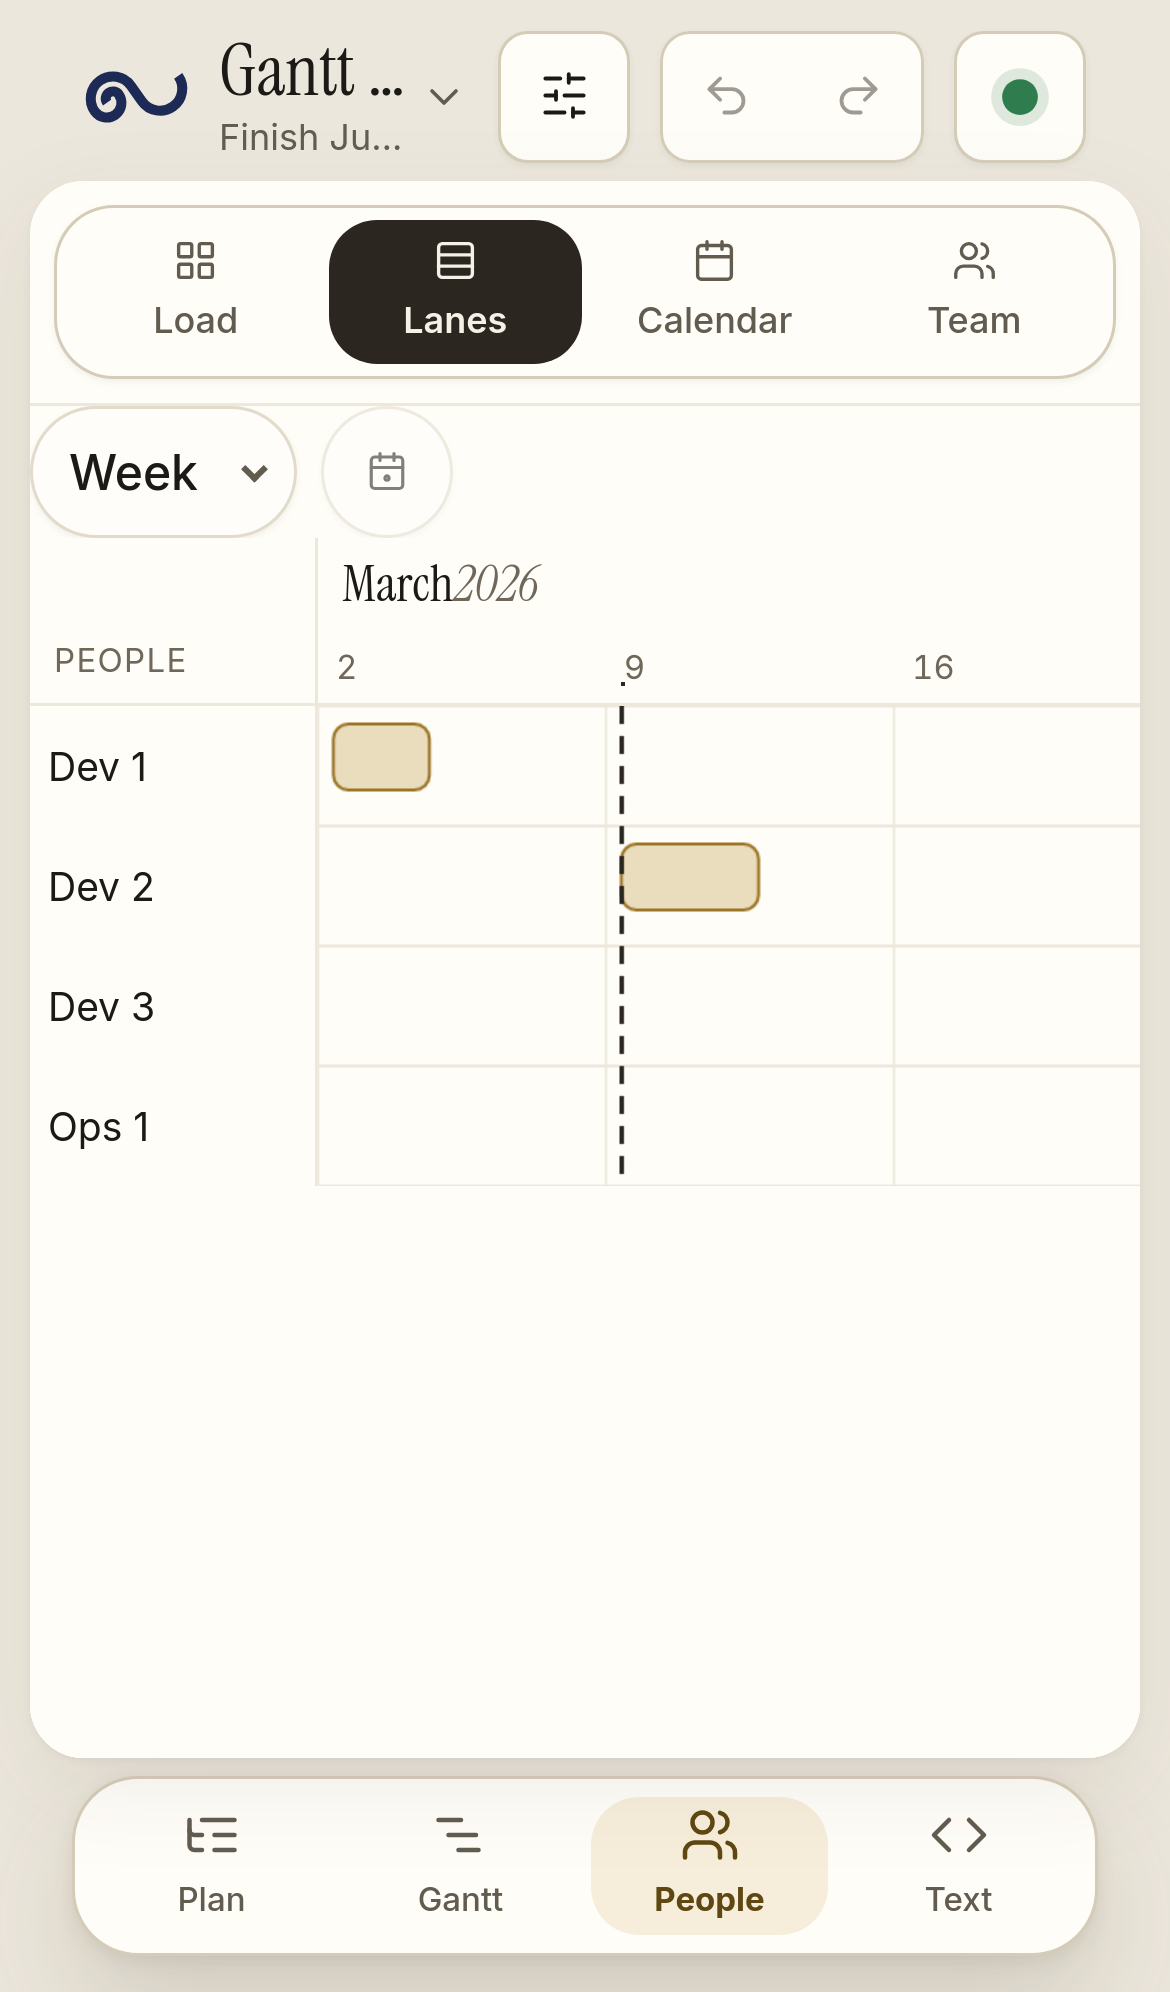 Gantt ...
Finish Ju...
Load
Lanes
Calendar
Team
Week
March2026
PEOPLE
2
9
16
Dev 1
Dev 2
Dev 3
Ops 1
Plan
Gantt
People
Text